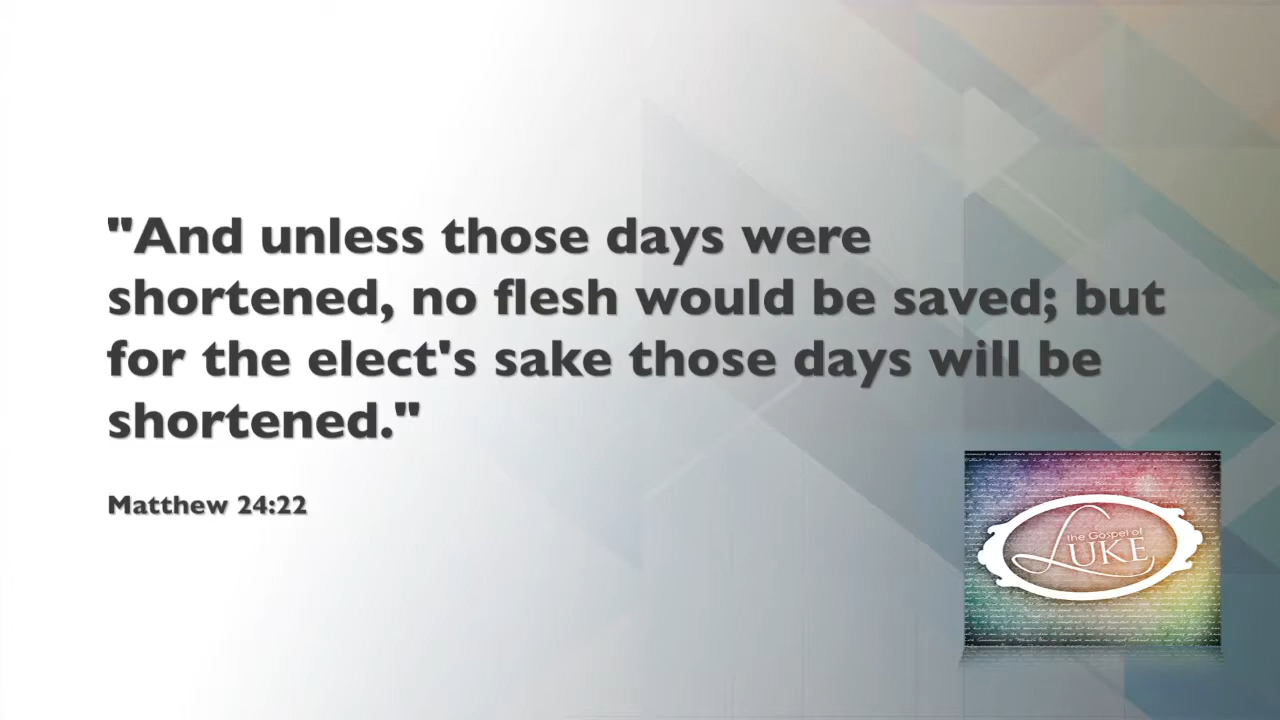 "And unless those days were
shortened, no flesh would be saved; but
for the elect's sake those days will be
shortened."
Matthew 24:22
the Gospel of
LUKE